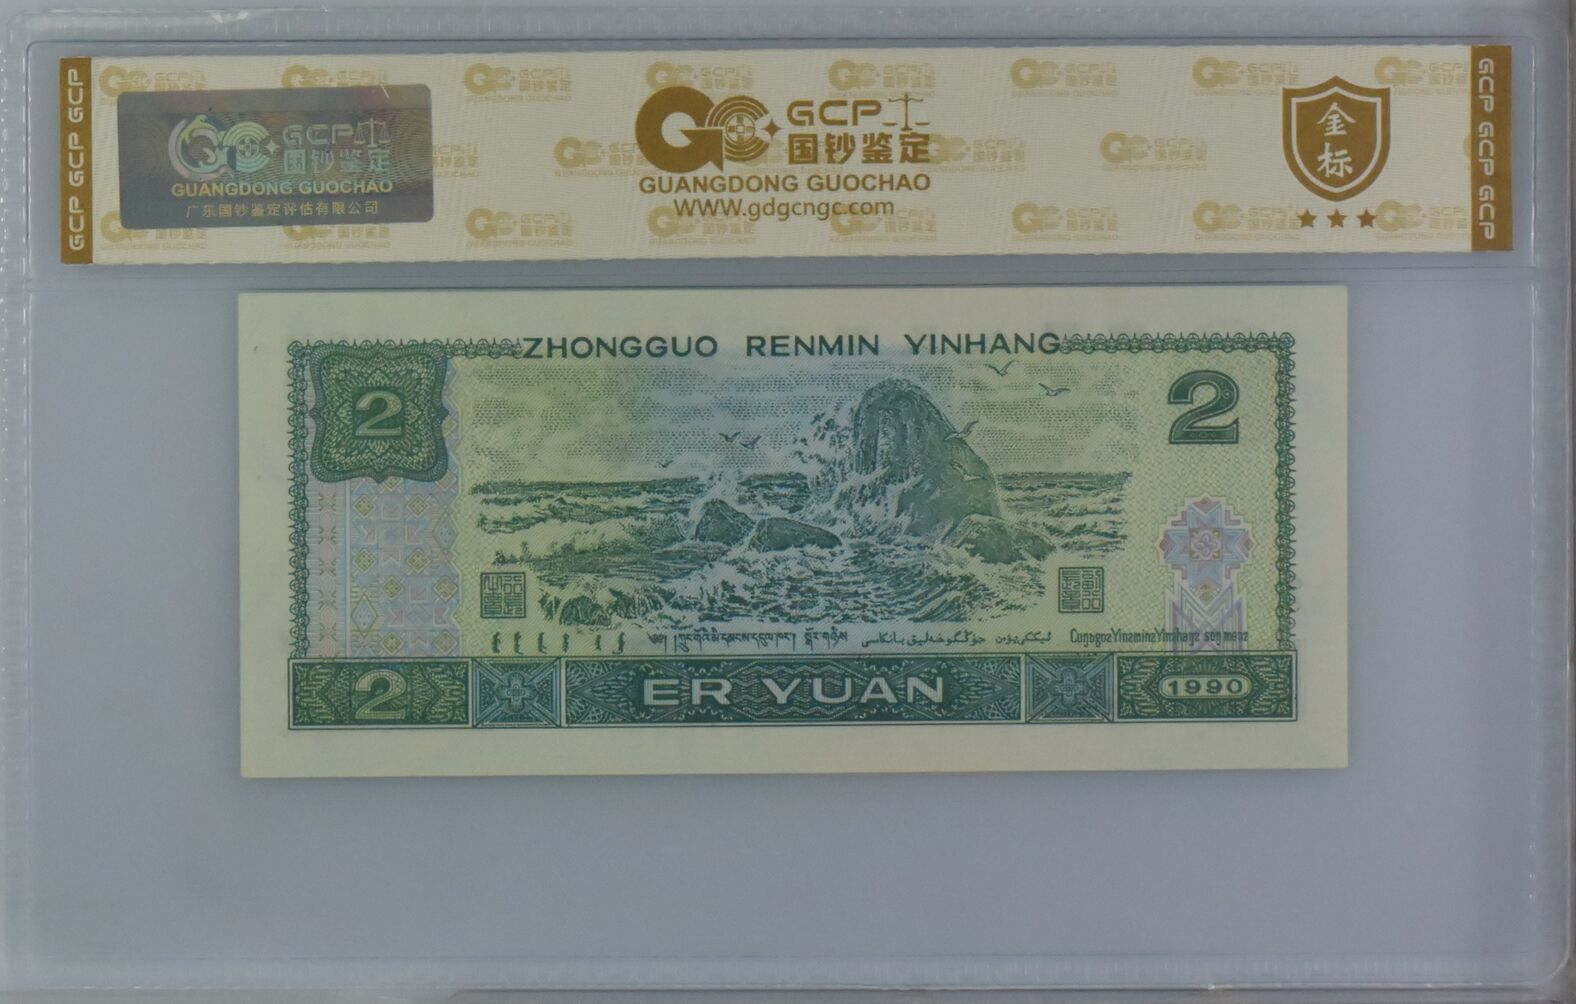 GCP GCP GCP
GCP 国钞鉴定
GUANGDONG GUOCHAO
广东国钞鉴定评估有限公司
GCP
国钞鉴定
GUANGDONG GUOCHAO
WWW.gdgcngc.com
金标
GCP GCP GCP
ZHONGGUO RENMIN YINHANG
2
2
2
ER YUAN
1990